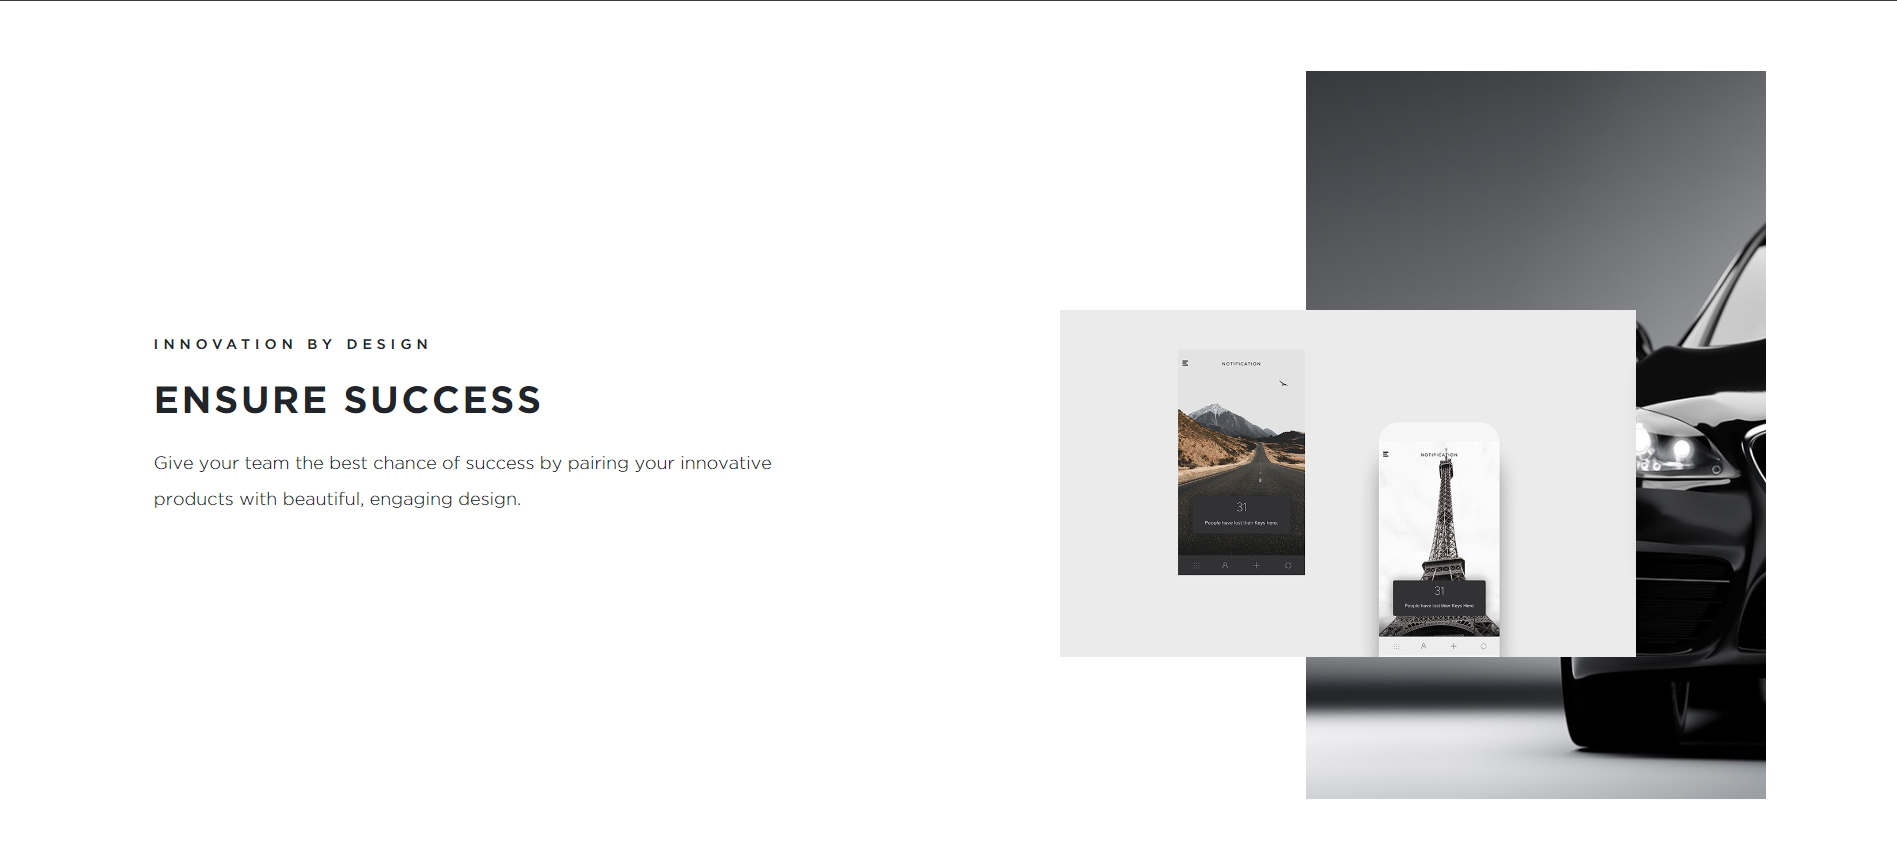 INNOVATION BY DESIGN
ENSURE SUCCESS
Give your team the best chance of success by pairing your innovative
products with beautiful, engaging design.
NOTIFICATION
31
People have lost their Keys here.
NOTIFICATION
31
People have lost thier Keys Here